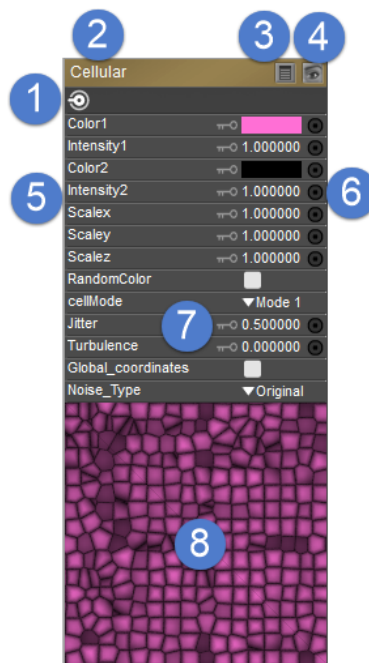 2
3
4
Cellular
1
Color1
Intensity1 1.000000
Color2
5
Intensity2 1.000000
6
Scalex 1.000000
Scaley 1.000000
Scalez 1.000000
RandomColor
cellMode Mode 1
7
Jitter 0.500000
Turbulence 0.000000
Global_coordinates
Noise_Type Original
8